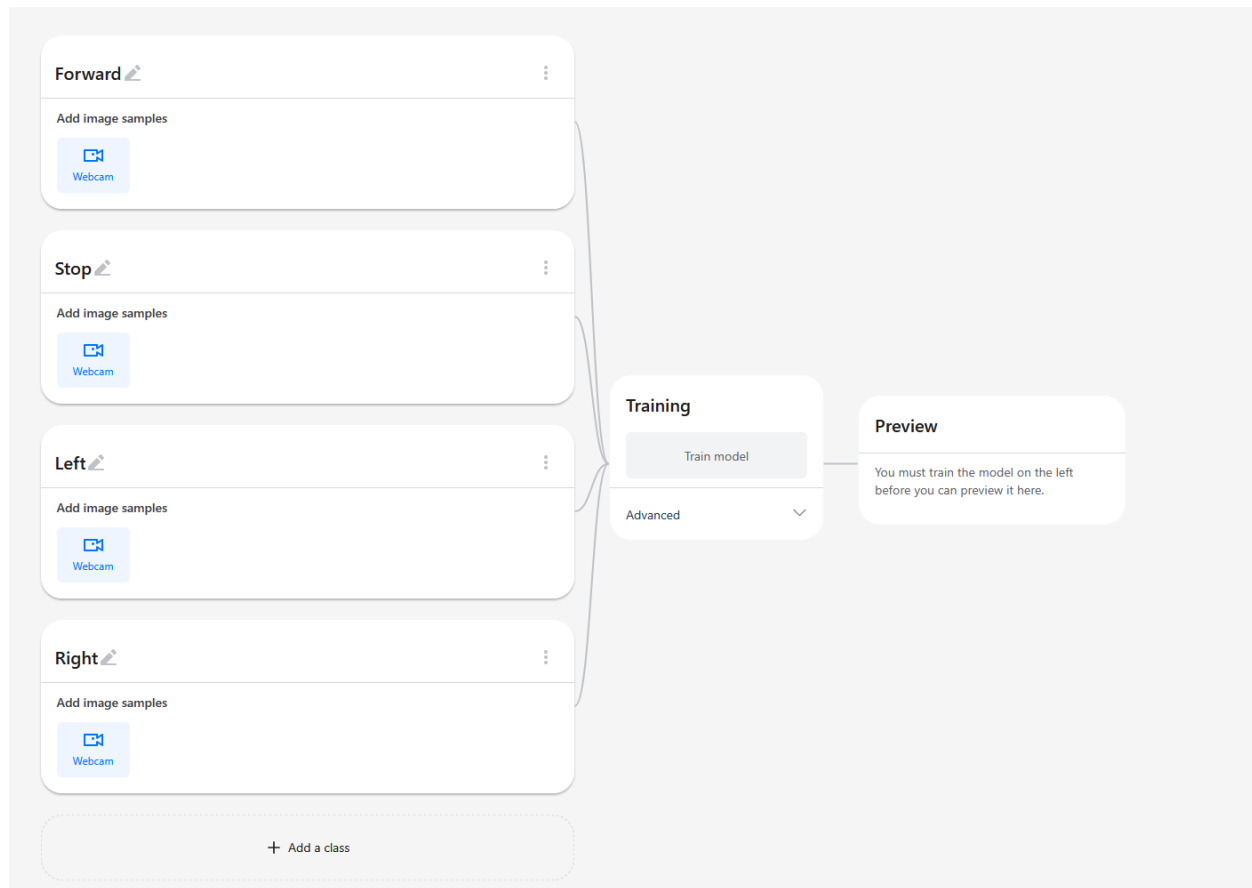 Forward
Add image samples
Webcam
Stop
Add image samples
Webcam
Left
Add image samples
Webcam
Right
Add image samples
Webcam
Add a class
Training
Train model
Advanced
Preview
You must train the model on the left
before you can preview it here.